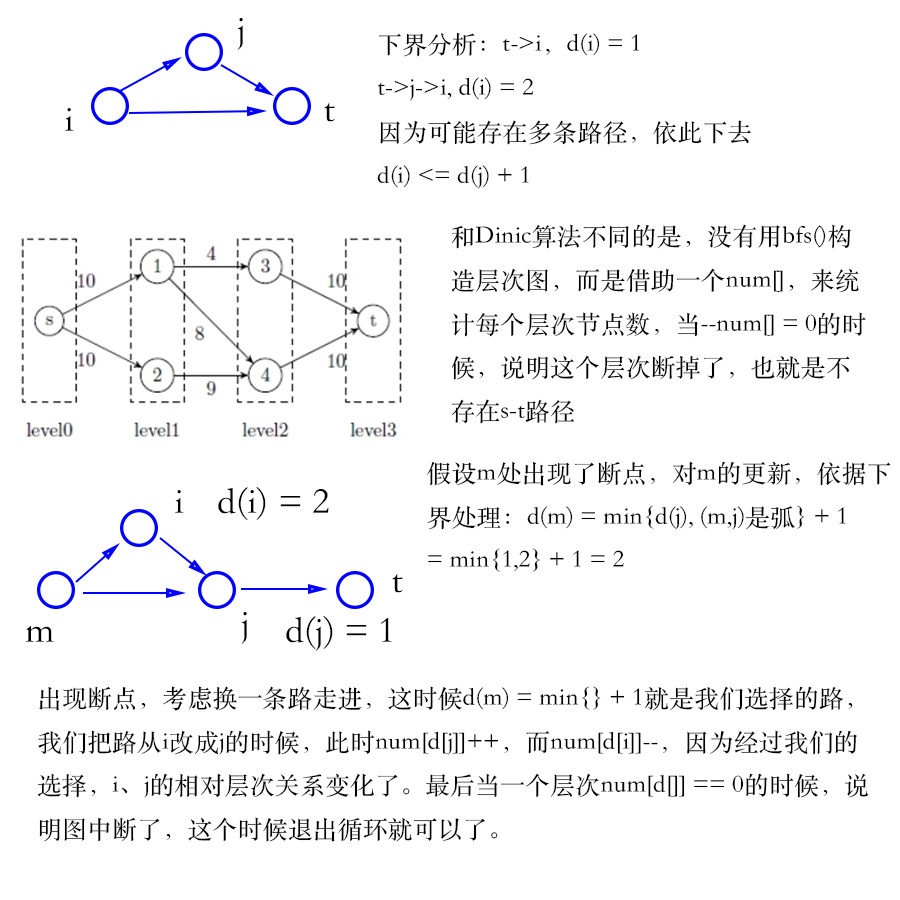 j
i
t
下界分析：t->i，d(i) = 1
t->j->i, d(i) = 2
因为可能存在多条路径，依此下去
d(i) <= d(j) + 1
10
10
4
8
9
10
10
s
1
2
3
4
t
level0
level1
level2
level3
和Dinic算法不同的是，没有用bfs()构
造层次图，而是借助一个num[]，来统
计每个层次节点数，当--num[] = 0的时
候，说明这个层次断掉了，也就是不
存在s-t路径
假设m处出现了断点，对m的更新，依据下
界处理：d(m) = min{d(j), (m,j)是弧} + 1
= min{1,2} + 1 = 2
i d(i) = 2
t
m
j d(j) = 1
出现断点，考虑换一条路走进，这时候d(m) = min{} + 1就是我们选择的路，
我们把路从i改成j的时候，此时num[d[j]]++，而num[d[i]]--，因为经过我们的
选择，i、j的相对层次关系变化了。最后当一个层次num[d[]] == 0的时候，说
明图中断了，这个时候退出循环就可以了。